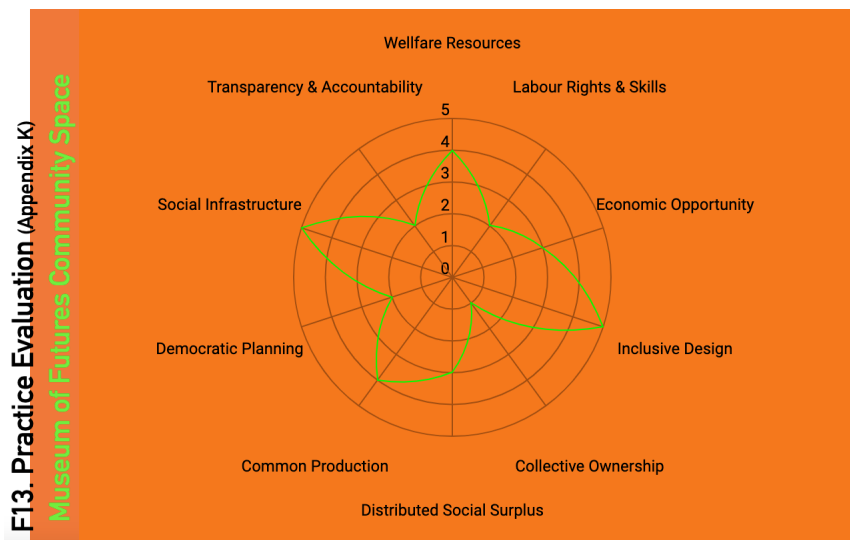 F13. Practice Evaluation (Appendix K)
Museum of Futures Community Space
Wellfare Resources
Transparency & Accountability
Labour Rights & Skills
5
4
3
2
1
0
Social Infrastructure
Economic Opportunity
Democratic Planning
Inclusive Design
Common Production
Collective Ownership
Distributed Social Surplus